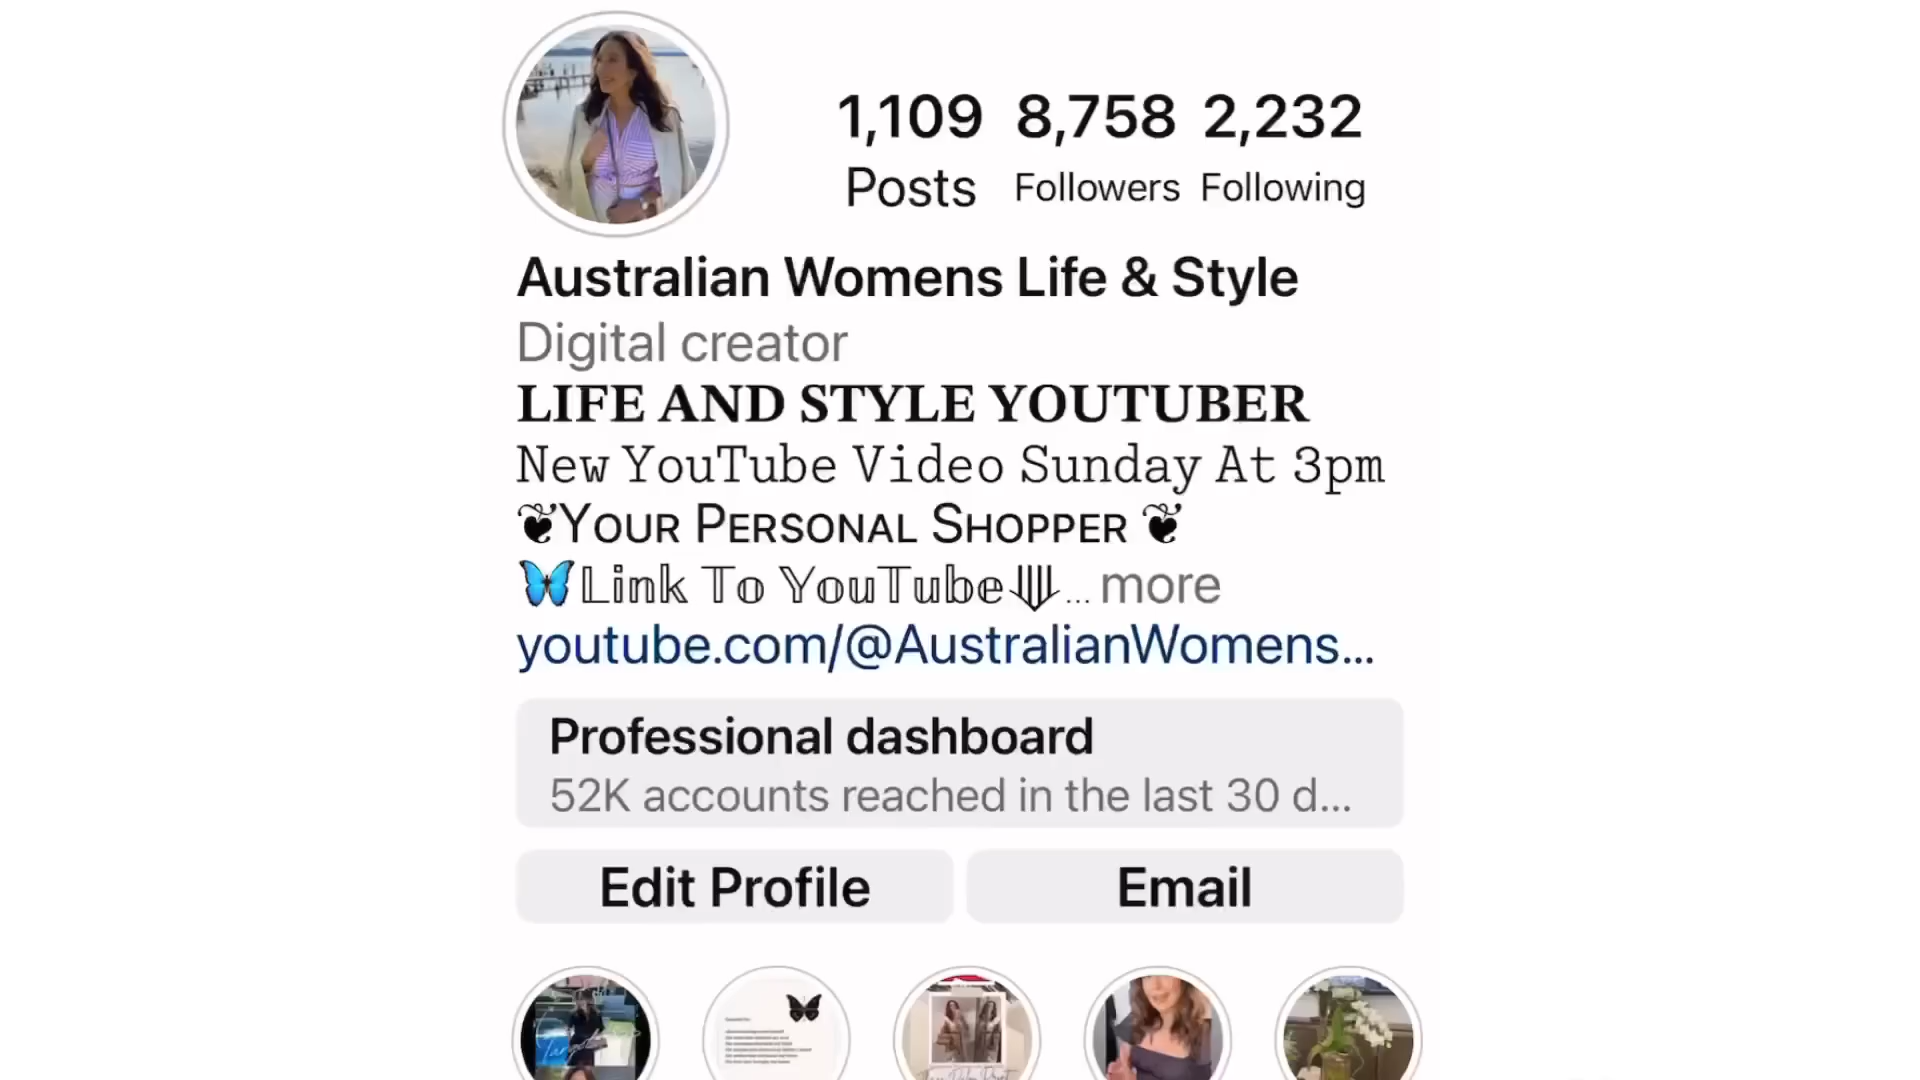 1,109 8,758 2,232
Posts Followers Following
Australian Womens Life & Style
Digital creator
LIFE AND STYLE YOUTUBER
New YouTube Video Sunday At 3pm
❦Your Personal Shopper ❦
🦋𝕃𝕚𝕟𝕜 𝕋𝕠 𝕐𝕠𝕦𝕋𝕦𝕓𝕖⟱... more
youtube.com/@AustralianWomens...
Professional dashboard
52K accounts reached in the last 30 d...
Edit Profile Email